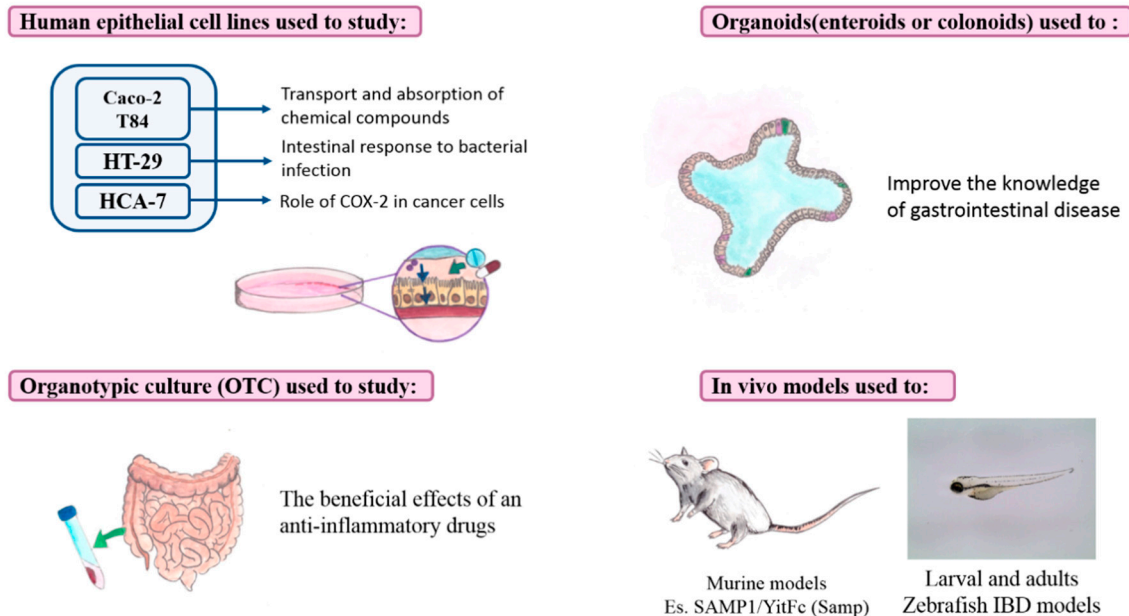 Human epithelial cell lines used to study:
Caco-2
T84
Transport and absorption of
chemical compounds
HT-29
Intestinal response to bacterial
infection
HCA-7
Role of COX-2 in cancer cells
Organoids(enteroids or colonoids) used to :
Improve the knowledge
of gastrointestinal disease
Organotypic culture (OTC) used to study:
The beneficial effects of an
anti-inflammatory drugs
In vivo models used to:
Murine models
Es. SAMP1/YitFc (Samp)
Larval and adults
Zebrafish IBD models